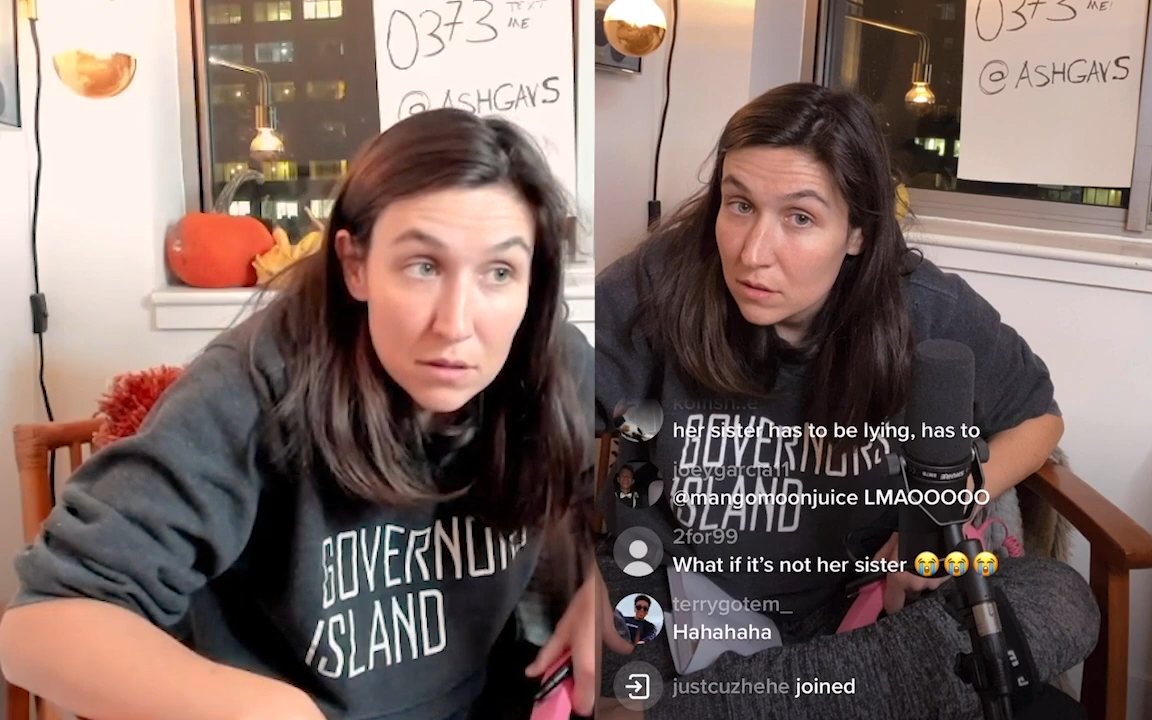 0373 TEXT
ME
@ASHGAVS
GOVERNORS
ISLAND
0373
ME!
@ASHGAVS
GOVERNORS
ISLAND
her sister has to be lying, has to
joeygarcia11
@mangomoonjuice LMAOOOOO
2for99
What if it's not her sister 😭😭😭
terrygotem_
Hahahaha
justcuzhehe joined